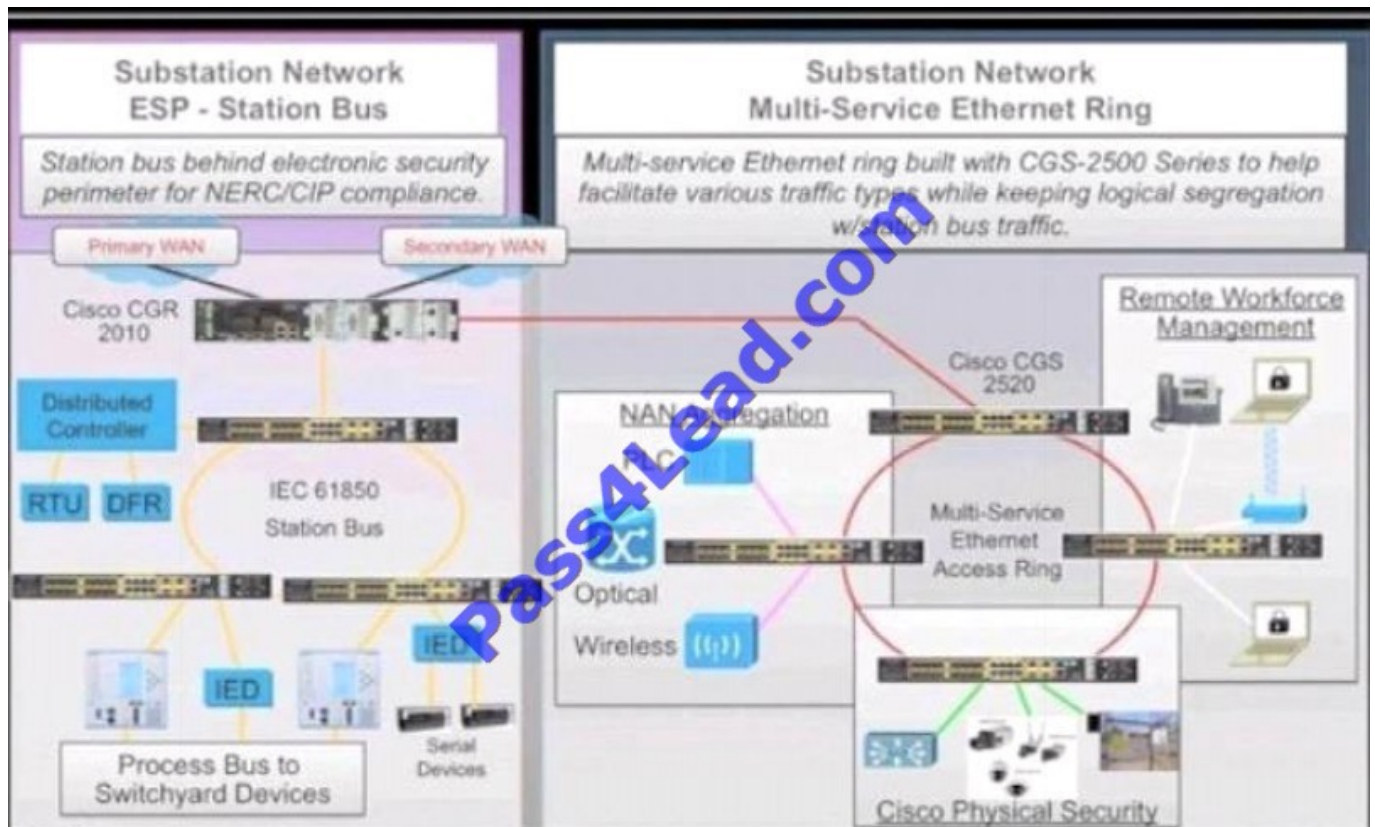 Substation Network
ESP - Station Bus
Station bus behind electronic security
perimeter for NERC/CIP compliance.
Substation Network
Multi-Service Ethernet Ring
Multi-service Ethernet ring built with CGS-2500 Series to help
facilitate various traffic types while keeping logical segregation
w/station bus traffic.
Primary WAN
Secondary WAN
Cisco CGR
2010
Distributed
Controller
RTU
DFR
IEC 61850
Station Bus
IED
IED
Serial
Devices
Process Bus to
Switchyard Devices
NAN Aggregation
PLC
Optical
Wireless
Cisco CGS
2520
Multi-Service
Ethernet
Access Ring
Remote Workforce
Management
Cisco Physical Security
Pass4Lead.com